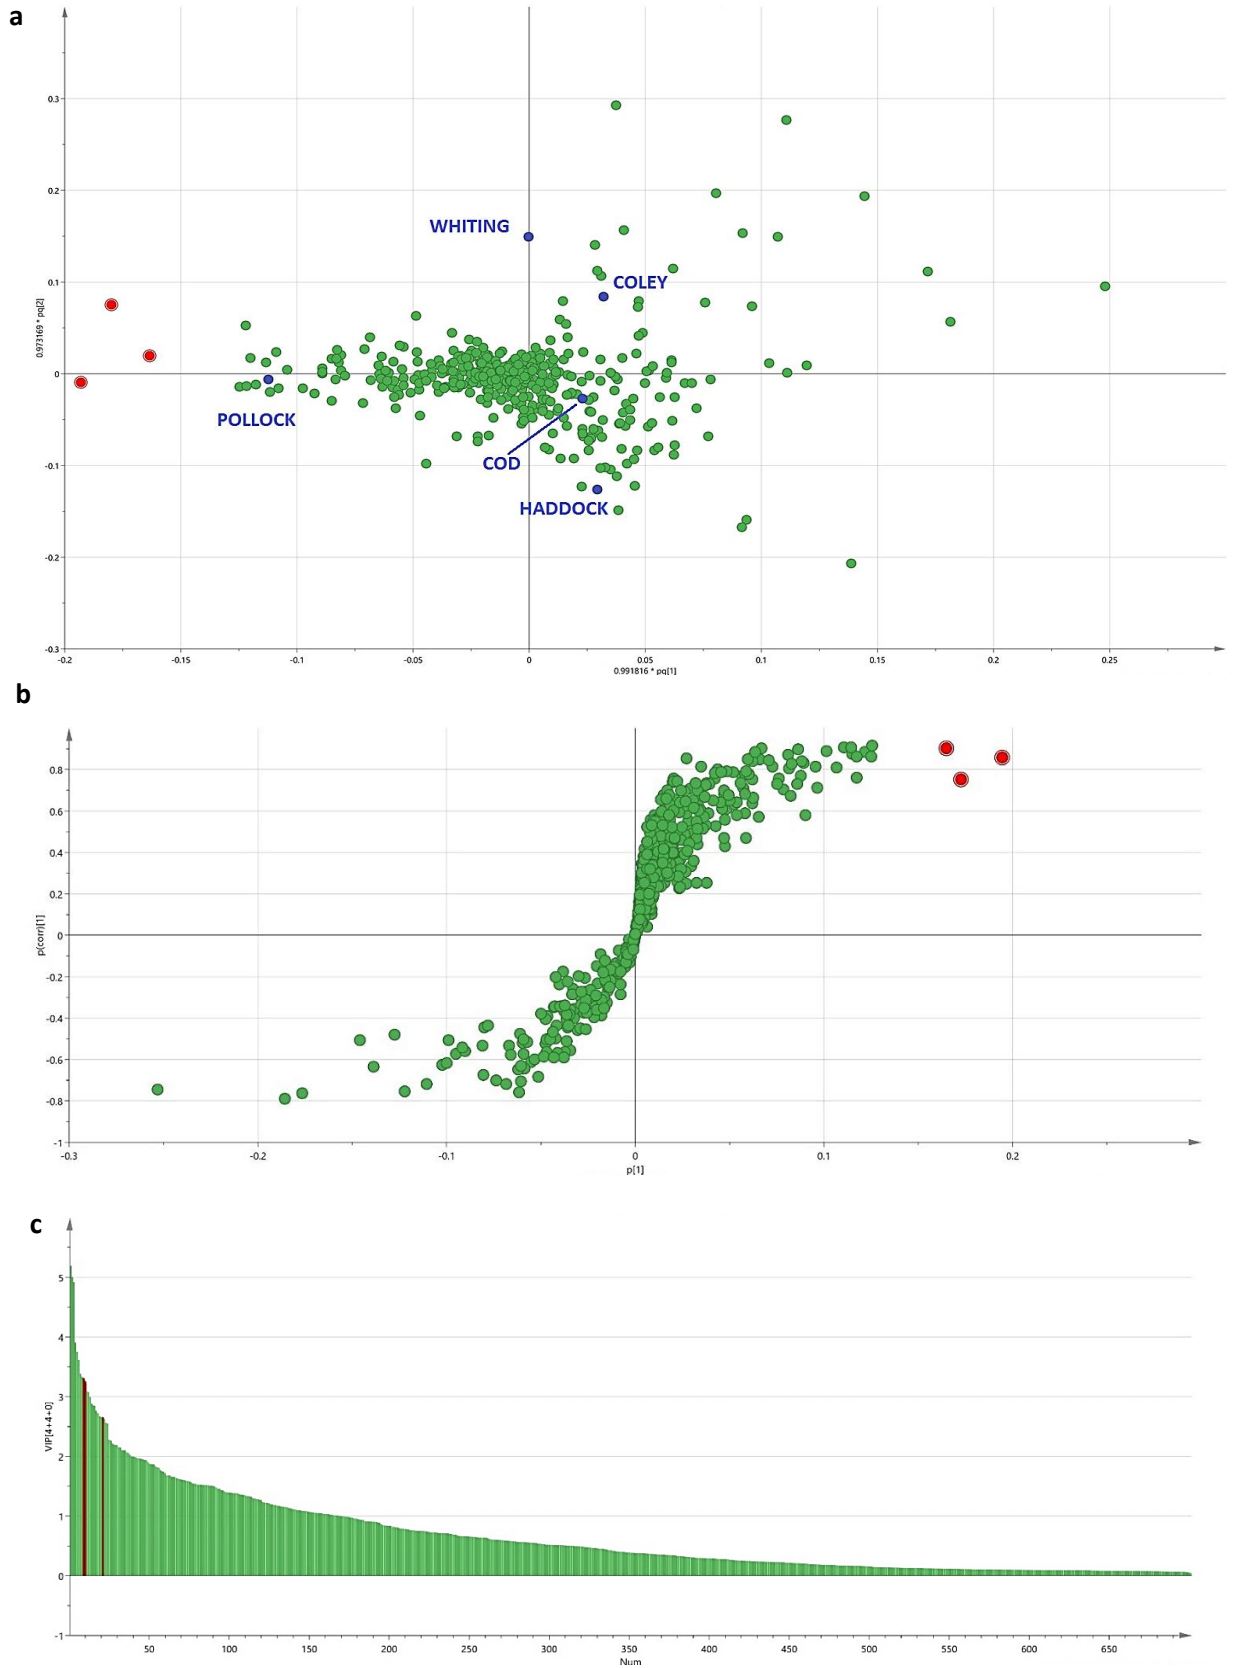 a
0.3
0.2
WHITING
COLEY
0.1
0.973169 * pq[2]
0
POLLOCK
COD
-0.1
HADDOCK
-0.2
-0.3
-0.2 -0.15 -0.1 -0.05 0 0.05 0.1 0.15 0.2 0.25
0.991816 * pq[1]
b
0.8
0.6
0.4
0.2
p(corr)[1]
0
-0.2
-0.4
-0.6
-0.8
-1
-0.3 -0.2 -0.1 0 0.1 0.2
p[1]
c
5
4
3
VIP[4+4+0]
2
1
0
-1
50 100 150 200 250 300 350 400 450 500 550 600 650
Num